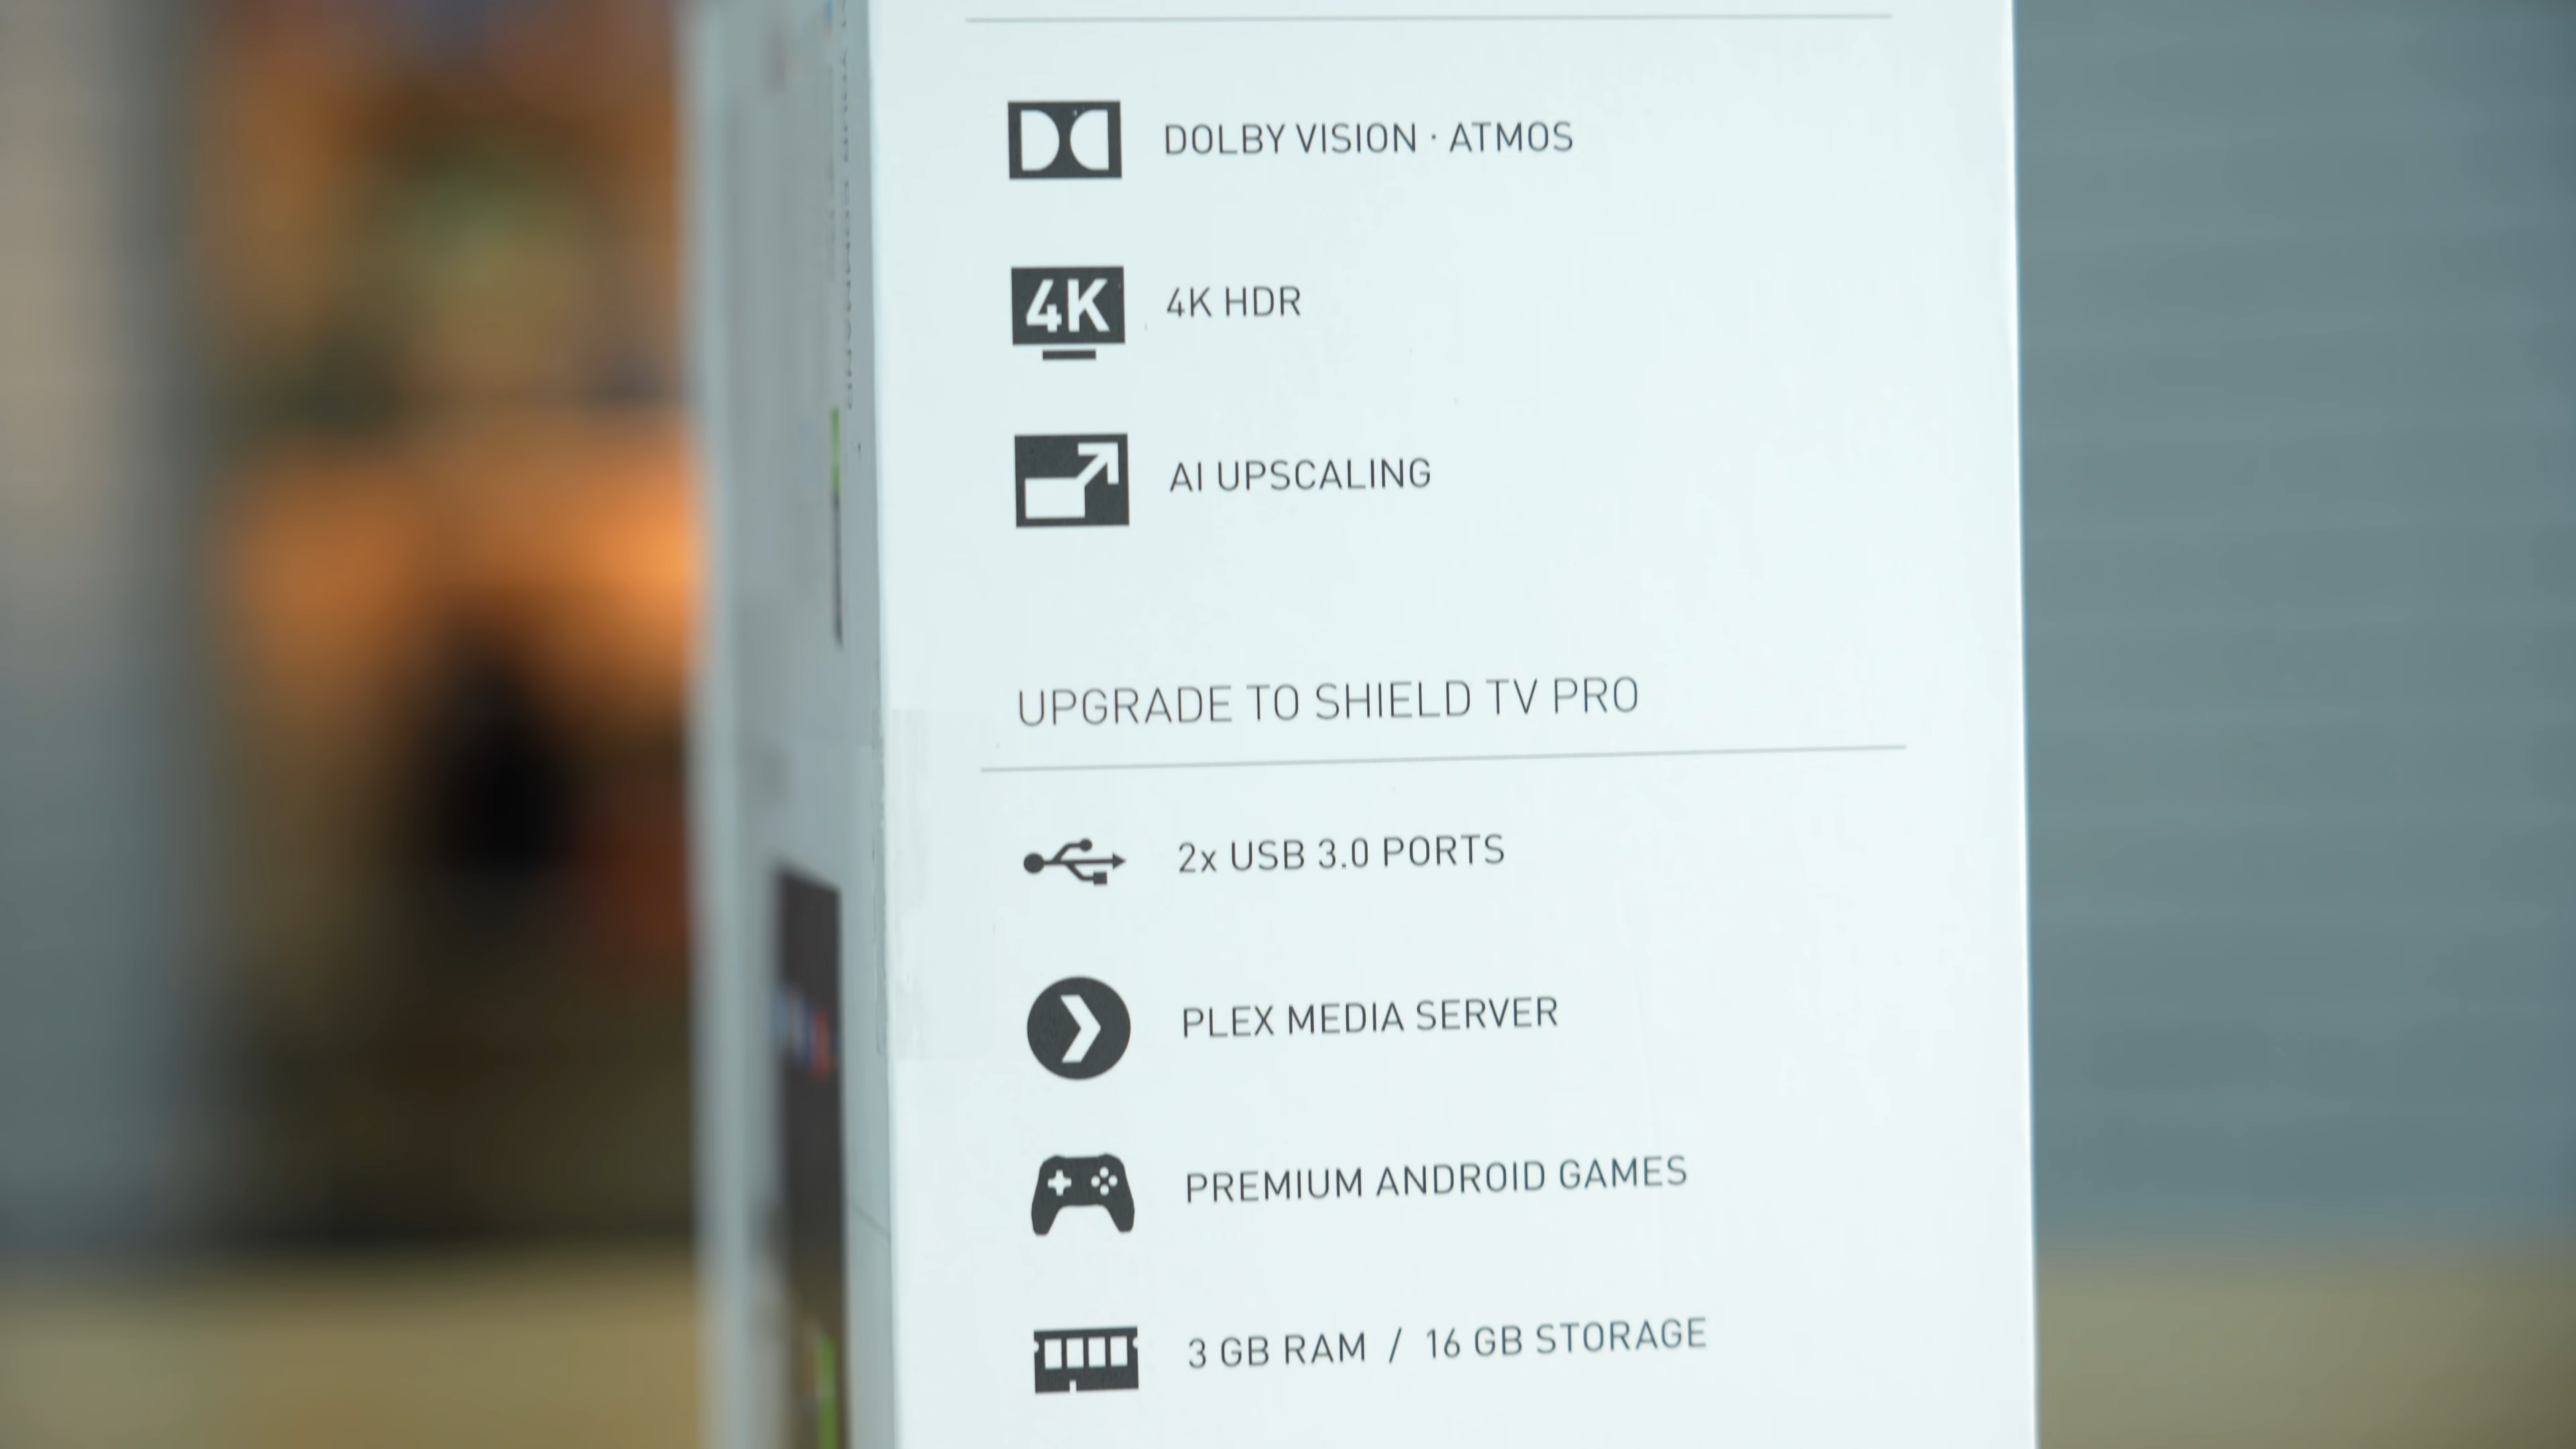 DOLBY VISION · ATMOS
4K
4K HDR
AI UPSCALING
UPGRADE TO SHIELD TV PRO
2x USB 3.0 PORTS
PLEX MEDIA SERVER
PREMIUM ANDROID GAMES
3 GB RAM / 16 GB STORAGE